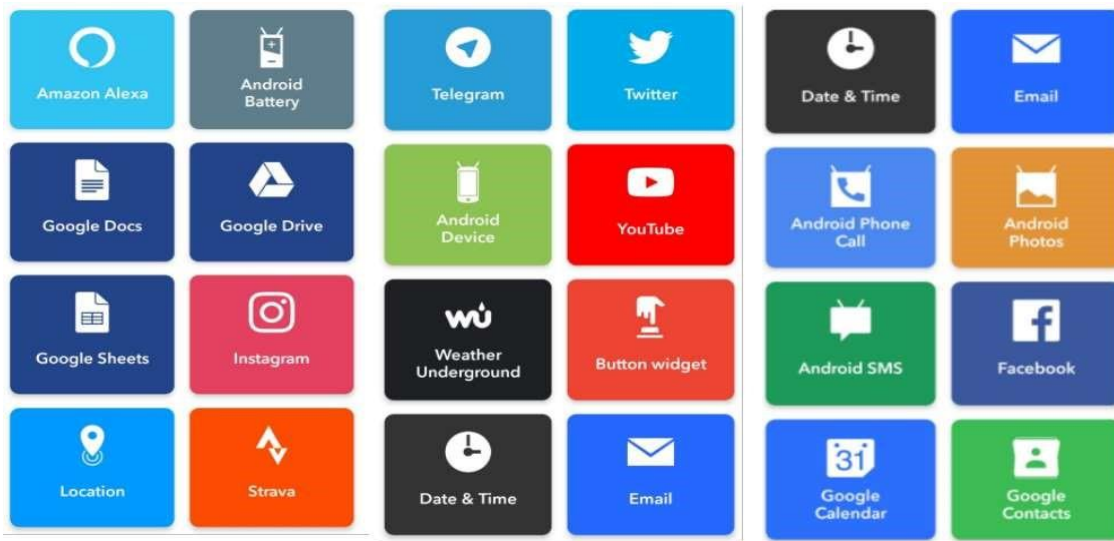 Amazon Alexa
Android
Battery
Google Docs
Google Drive
Google Sheets
Instagram
Location
Strava
Telegram
Twitter
Android
Device
YouTube
wu
Weather
Underground
Button widget
Date & Time
Email
Date & Time
Email
Android Phone
Call
Android
Photos
Android SMS
Facebook
31
Google
Calendar
Google
Contacts